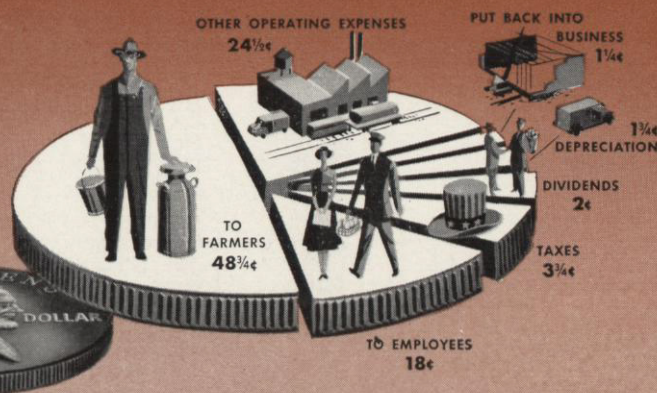 OTHER OPERATING EXPENSES
24½¢
PUT BACK INTO
BUSINESS
1¼¢
1¾¢
DEPRECIATION
DIVIDENDS
2¢
TAXES
3¾¢
TO
FARMERS
48¾¢
TO EMPLOYEES
18¢
DOLLAR